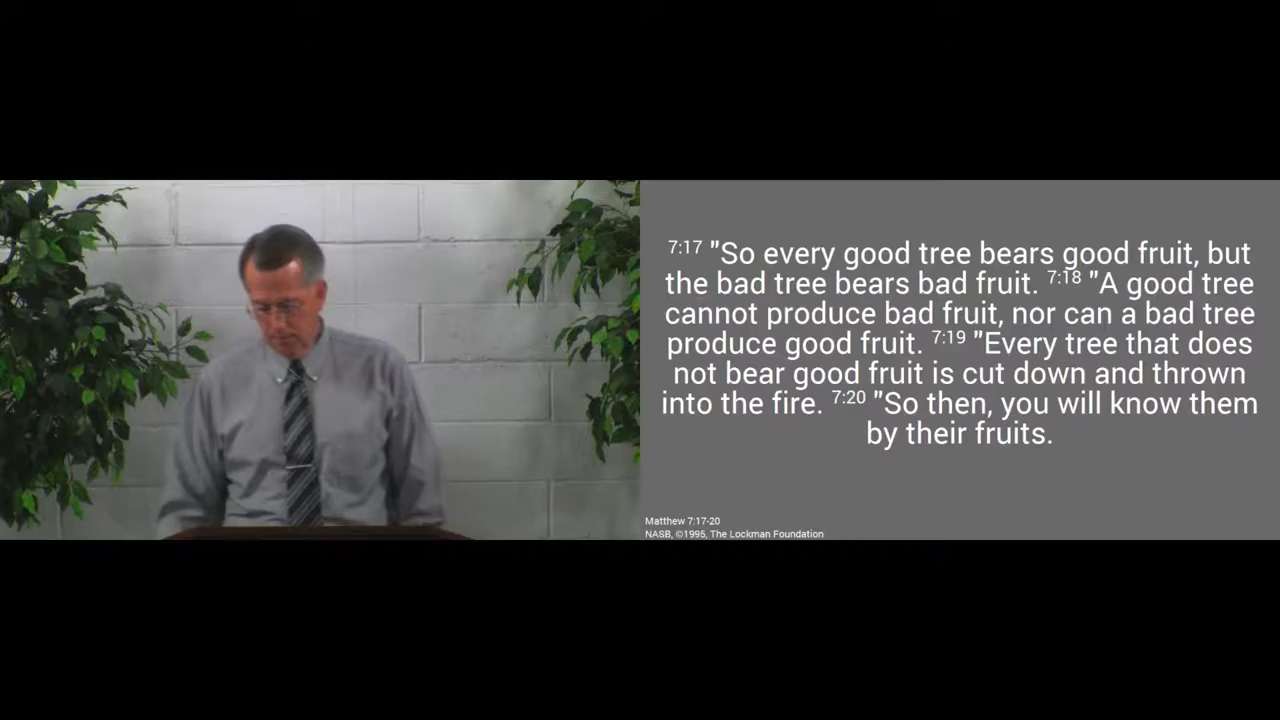 7:17 "So every good tree bears good fruit, but
the bad tree bears bad fruit. 7:18 "A good tree
cannot produce bad fruit, nor can a bad tree
produce good fruit. 7:19 "Every tree that does
not bear good fruit is cut down and thrown
into the fire. 7:20 "So then, you will know them
by their fruits.
Matthew 7:17-20
NASB, ©1995, The Lockman Foundation